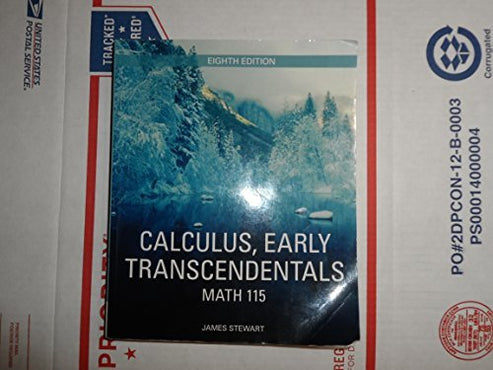 EIGHTH EDITION
CALCULUS, EARLY
TRANSCENDENTALS
MATH 115
JAMES STEWART
UNITED STATES
POSTAL SERVICE
TRACKED
PRIORITY
Corrugated
PO#2DPCON-12-B-0003
PS00014000004